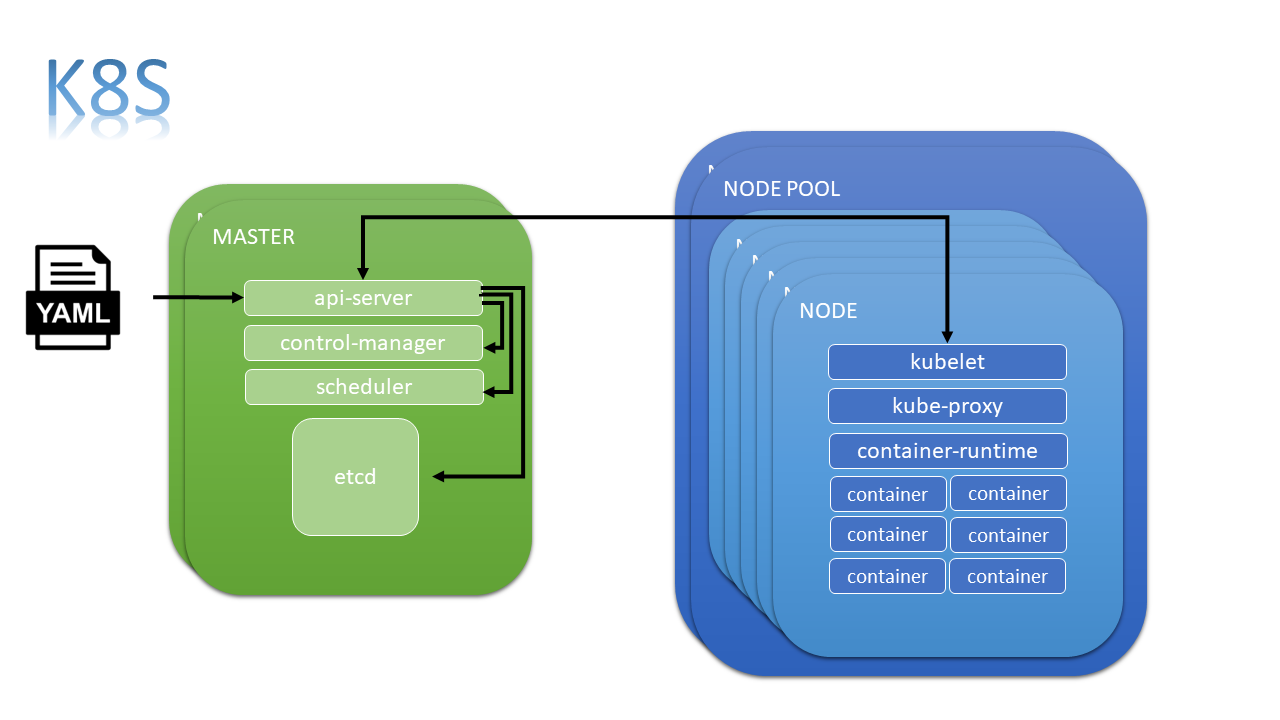 K8S
YAML
MASTER
api-server
control-manager
scheduler
etcd
NODE POOL
NODE
kubelet
kube-proxy
container-runtime
container container
container container
container container